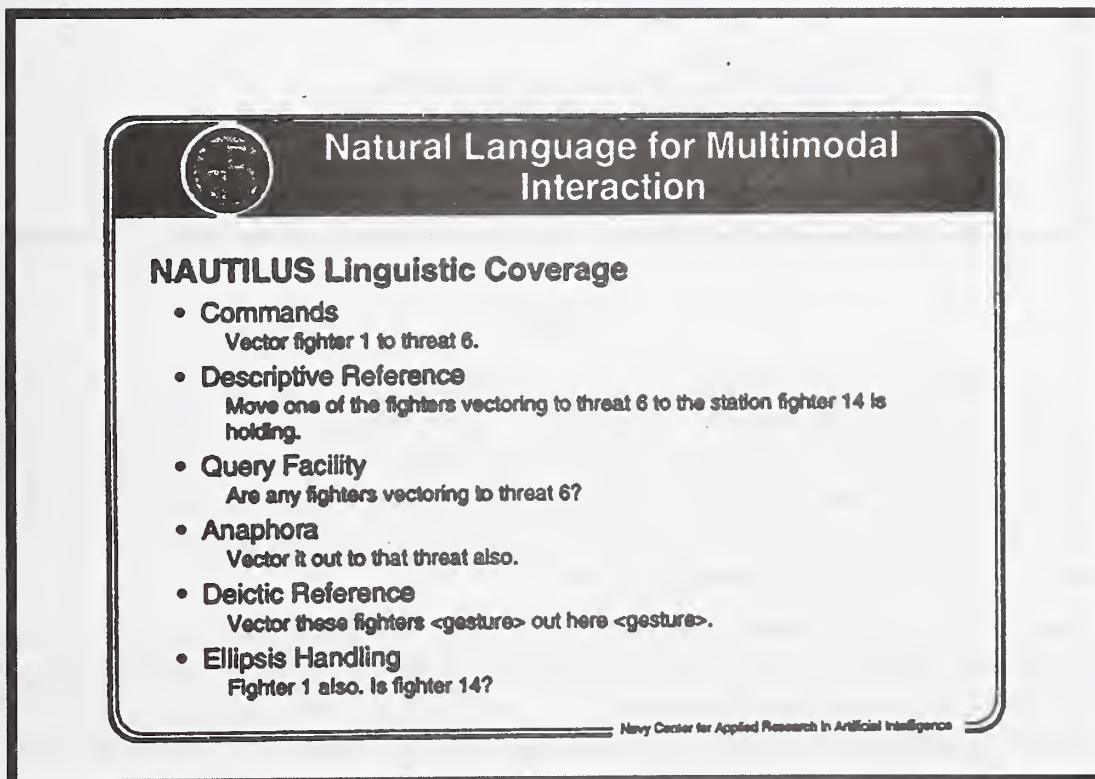 Natural Language for Multimodal
Interaction
NAUTILUS Linguistic Coverage
• Commands
Vector fighter 1 to threat 6.
• Descriptive Reference
Move one of the fighters vectoring to threat 6 to the station fighter 14 is
holding.
• Query Facility
Are any fighters vectoring to threat 6?
• Anaphora
Vector it out to that threat also.
• Deictic Reference
Vector these fighters <gesture> out here <gesture>.
• Ellipsis Handling
Fighter 1 also. Is fighter 14?
Navy Center for Applied Research in Artificial Intelligence